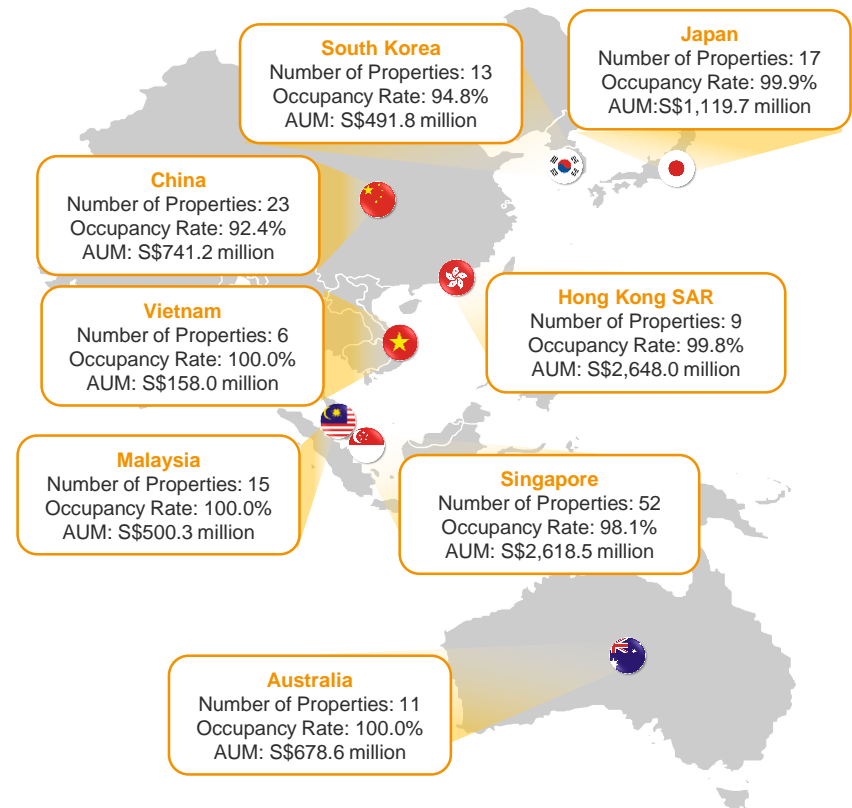 South Korea
Number of Properties: 13
Occupancy Rate: 94.8%
AUM: S$491.8 million
Japan
Number of Properties: 17
Occupancy Rate: 99.9%
AUM:S$1,119.7 million
China
Number of Properties: 23
Occupancy Rate: 92.4%
AUM: S$741.2 million
Vietnam
Number of Properties: 6
Occupancy Rate: 100.0%
AUM: S$158.0 million
Hong Kong SAR
Number of Properties: 9
Occupancy Rate: 99.8%
AUM: S$2,648.0 million
Malaysia
Number of Properties: 15
Occupancy Rate: 100.0%
AUM: S$500.3 million
Singapore
Number of Properties: 52
Occupancy Rate: 98.1%
AUM: S$2,618.5 million
Australia
Number of Properties: 11
Occupancy Rate: 100.0%
AUM: S$678.6 million